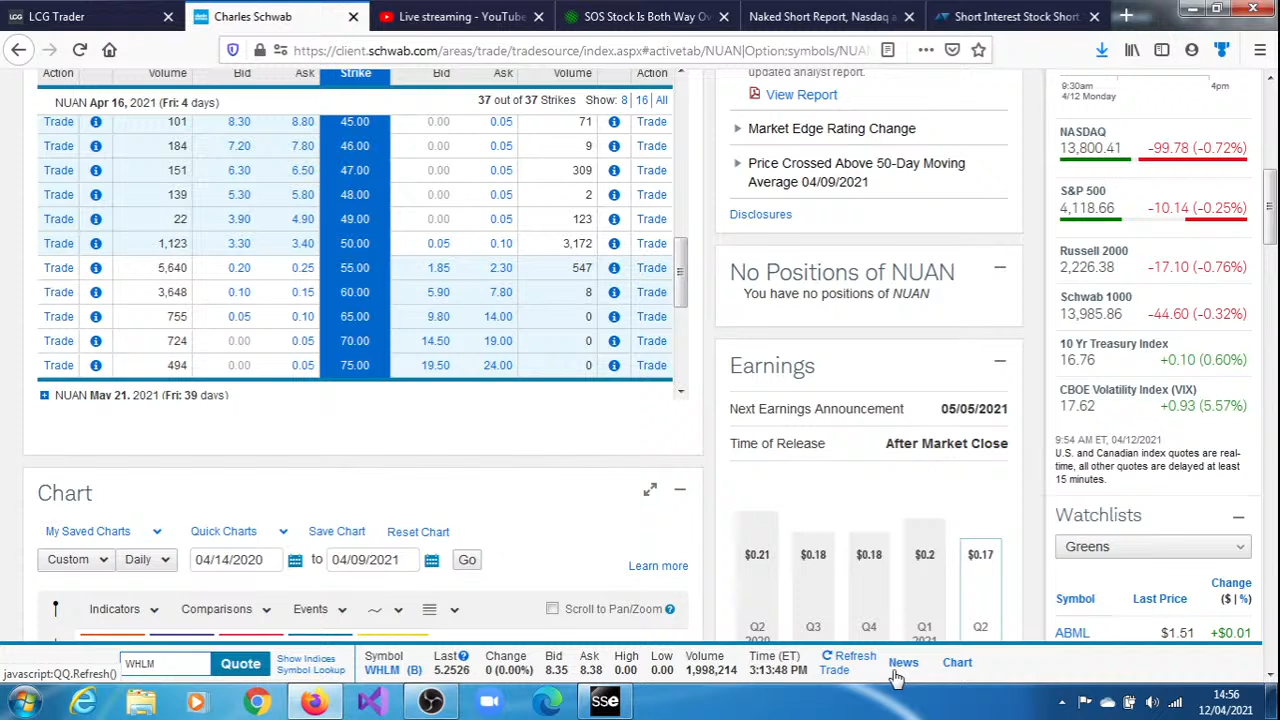 LCG Trader
Charles Schwab
Live streaming - YouTube
SOS Stock Is Both Way Ov
Naked Short Report, Nasdaq a
Short Interest Stock Short
https://client.schwab.com/areas/trade/tradesource/index.aspx#activetab/NUAN|Option:symbols/NUAN
Action Volume Bid Ask Strike Bid Ask Volume Action
NUAN Apr 16, 2021 (Fri: 4 days) 37 out of 37 Strikes Show: 8 | 16 | All
Trade 101 8.30 8.80 45.00 0.00 0.05 71 Trade
Trade 184 7.20 7.80 46.00 0.00 0.05 9 Trade
Trade 151 6.30 6.50 47.00 0.00 0.05 309 Trade
Trade 139 5.30 5.80 48.00 0.00 0.05 2 Trade
Trade 22 3.90 4.90 49.00 0.00 0.05 123 Trade
Trade 1,123 3.30 3.40 50.00 0.05 0.10 3,172 Trade
Trade 5,640 0.20 0.25 55.00 1.85 2.30 547 Trade
Trade 3,648 0.10 0.15 60.00 5.90 7.80 8 Trade
Trade 755 0.05 0.10 65.00 9.80 14.00 0 Trade
Trade 724 0.00 0.05 70.00 14.50 19.00 0 Trade
Trade 494 0.00 0.05 75.00 19.50 24.00 0 Trade
NUAN May 21, 2021 (Fri: 39 days)
Chart
My Saved Charts Quick Charts Save Chart Reset Chart
Custom Daily 04/14/2020 to 04/09/2021 Go
Learn more
Indicators Comparisons Events Scroll to Pan/Zoom
updated analyst report.
View Report
Market Edge Rating Change
Price Crossed Above 50-Day Moving
Average 04/09/2021
Disclosures
No Positions of NUAN
You have no positions of NUAN
Earnings
Next Earnings Announcement 05/05/2021
Time of Release After Market Close
$0.21 $0.18 $0.18 $0.2 $0.17
Q2 Q3 Q4 Q1 Q2
2020 2021
9:30am 4pm
4/12 Monday
NASDAQ
13,800.41 -99.78 (-0.72%)
S&P 500
4,118.66 -10.14 (-0.25%)
Russell 2000
2,226.38 -17.10 (-0.76%)
Schwab 1000
13,985.86 -44.60 (-0.32%)
10 Yr Treasury Index
16.76 +0.10 (0.60%)
CBOE Volatility Index (VIX)
17.62 +0.93 (5.57%)
9:54 AM ET, 04/12/2021
U.S. and Canadian index quotes are real-
time, all other quotes are delayed at least
15 minutes.
Watchlists
Greens
Change
Symbol Last Price ($ | %)
ABML $1.51 +$0.01
WHLM Quote
Show Indices
Symbol Lookup
Symbol Last Change Bid Ask High Low Volume Time (ET) Refresh News Chart
WHLM (B) 5.2526 0 (0.00%) 8.35 8.38 0.00 0.00 1,998,214 3:13:48 PM Trade
javascript:QQ.Refresh()
sse
14:56
12/04/2021